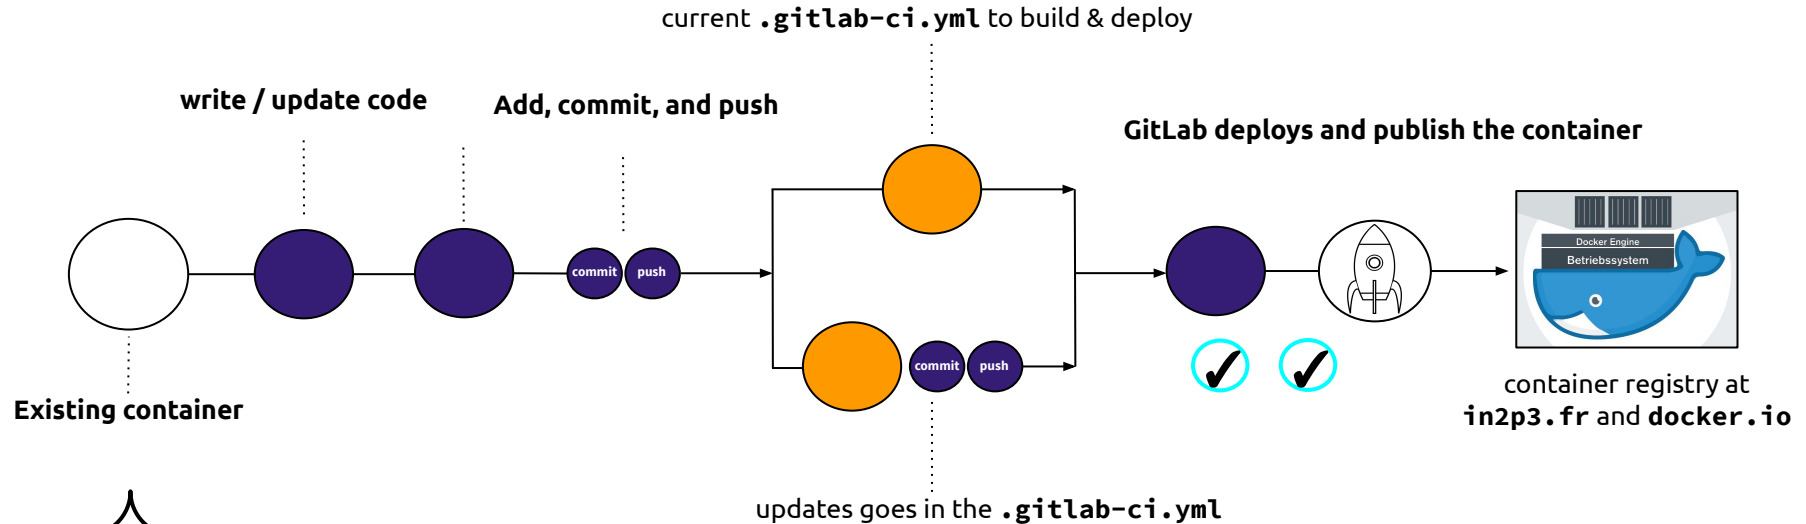 current .gitlab-ci.yml to build & deploy
write / update code
Add, commit, and push
GitLab deploys and publish the container
commit
push
Docker Engine
Betriebssystem
commit
push
Existing container
container registry at
in2p3.fr and docker.io
updates goes in the .gitlab-ci.yml